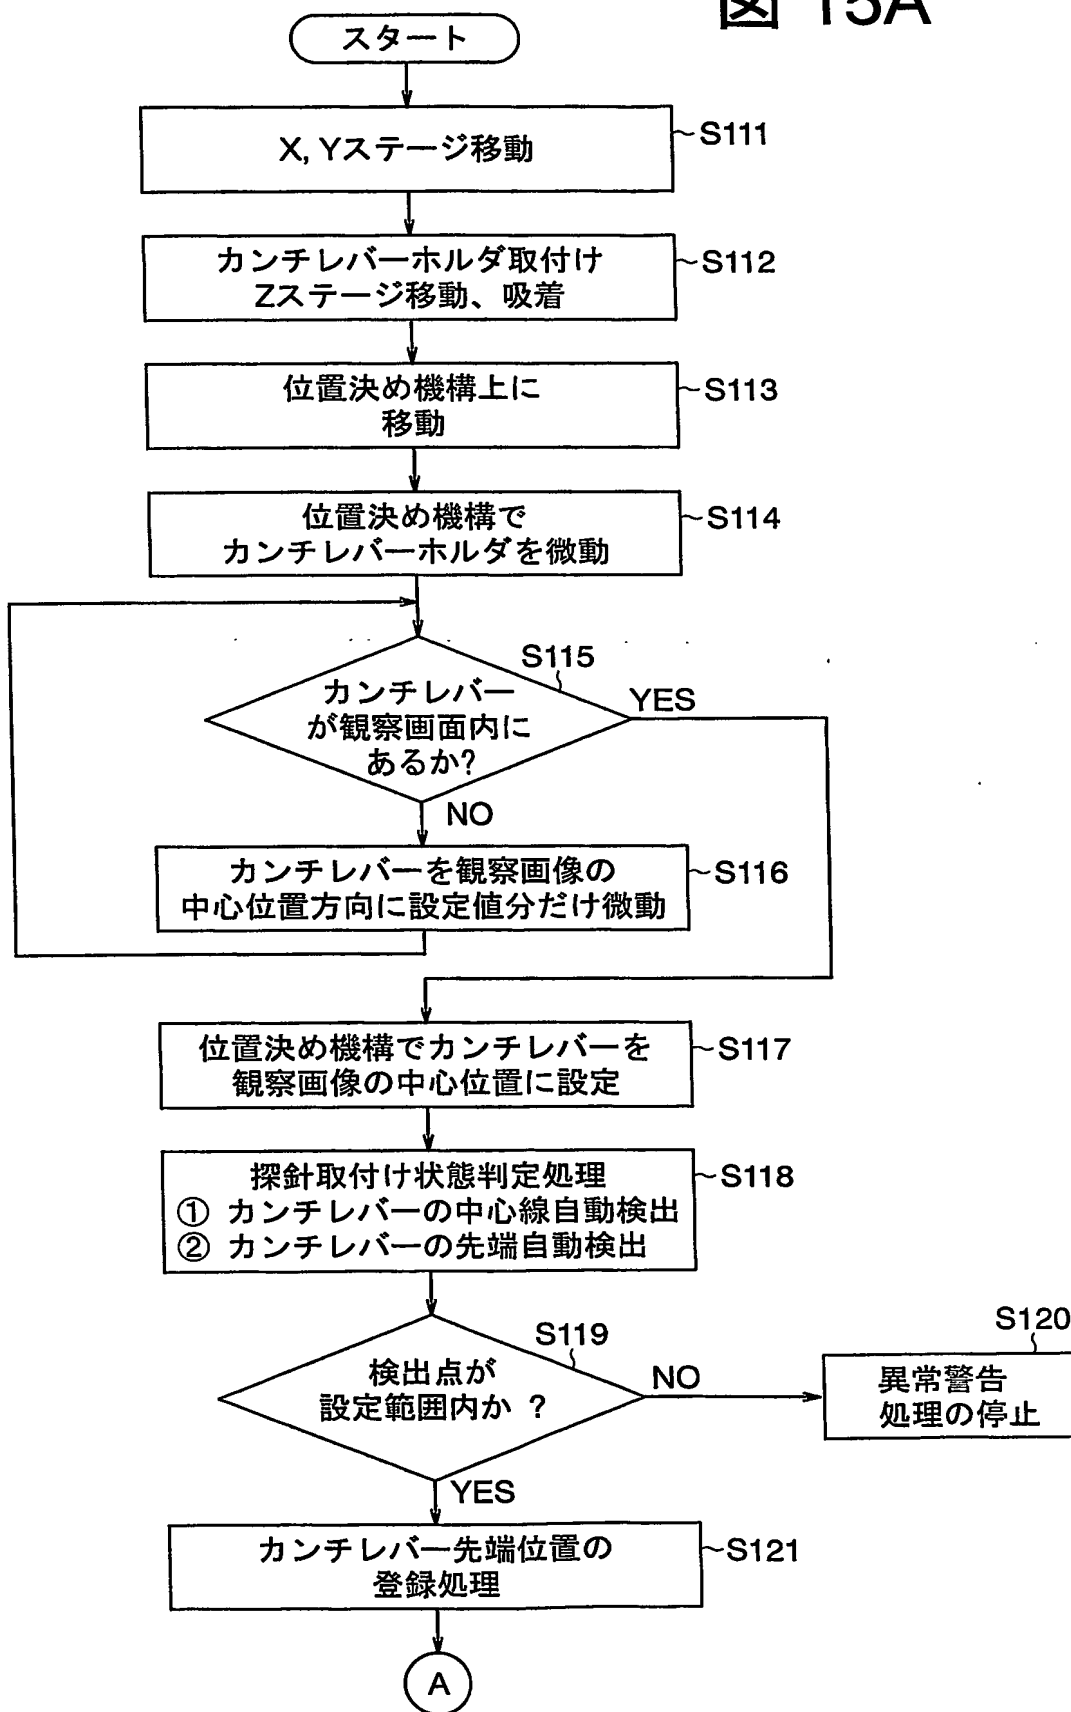 図 15A
スタート
X, Yステージ移動
S111
カンチレバーホルダ取付け
Zステージ移動、吸着
S112
位置決め機構上に
移動
S113
位置決め機構で
カンチレバーホルダを微動
S114
S115
カンチレバー
が観察画面内に
あるか?
YES
NO
カンチレバーを観察画像の
中心位置方向に設定値分だけ微動
S116
位置決め機構でカンチレバーを
観察画像の中心位置に設定
S117
探針取付け状態判定処理
① カンチレバーの中心線自動検出
② カンチレバーの先端自動検出
S118
S119
検出点が
設定範囲内か ?
NO
S120
異常警告
処理の停止
YES
カンチレバー先端位置の
登録処理
S121
A